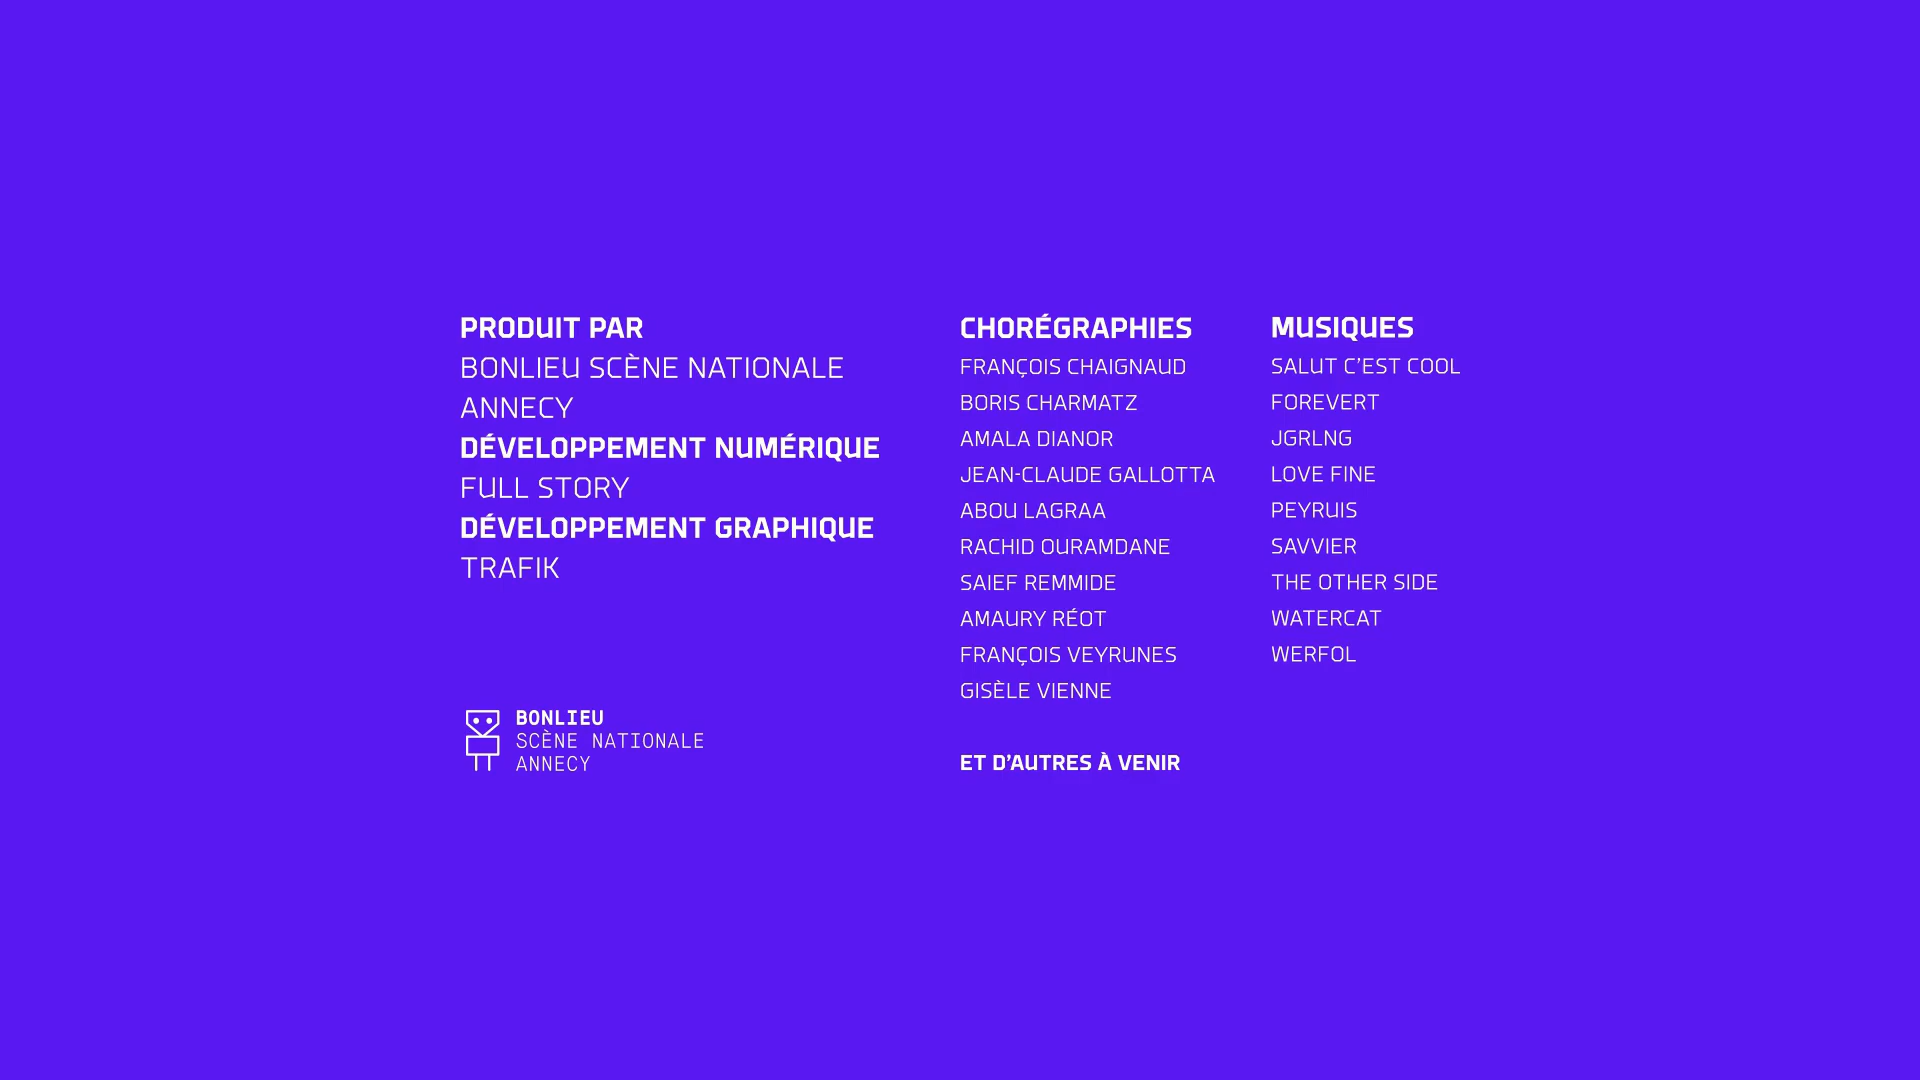 PRODUIT PAR
BONLIEU SCÈNE NATIONALE
ANNECY
DÉVELOPPEMENT NUMÉRIQUE
FULL STORY
DÉVELOPPEMENT GRAPHIQUE
TRAFIK
BONLIEU
SCÈNE NATIONALE
ANNECY
CHORÉGRAPHIES
FRANÇOIS CHAIGNAUD
BORIS CHARMATZ
AMALA DIANOR
JEAN-CLAUDE GALLOTTA
ABOU LAGRAA
RACHID OURAMDANE
SAIEF REMMIDE
AMAURY RÉOT
FRANÇOIS VEYRUNES
GISÈLE VIENNE
ET D’AUTRES À VENIR
MUSIQUES
SALUT C’EST COOL
FOREVERT
JGRLNG
LOVE FINE
PEYRUIS
SAVVIER
THE OTHER SIDE
WATERCAT
WERFOL